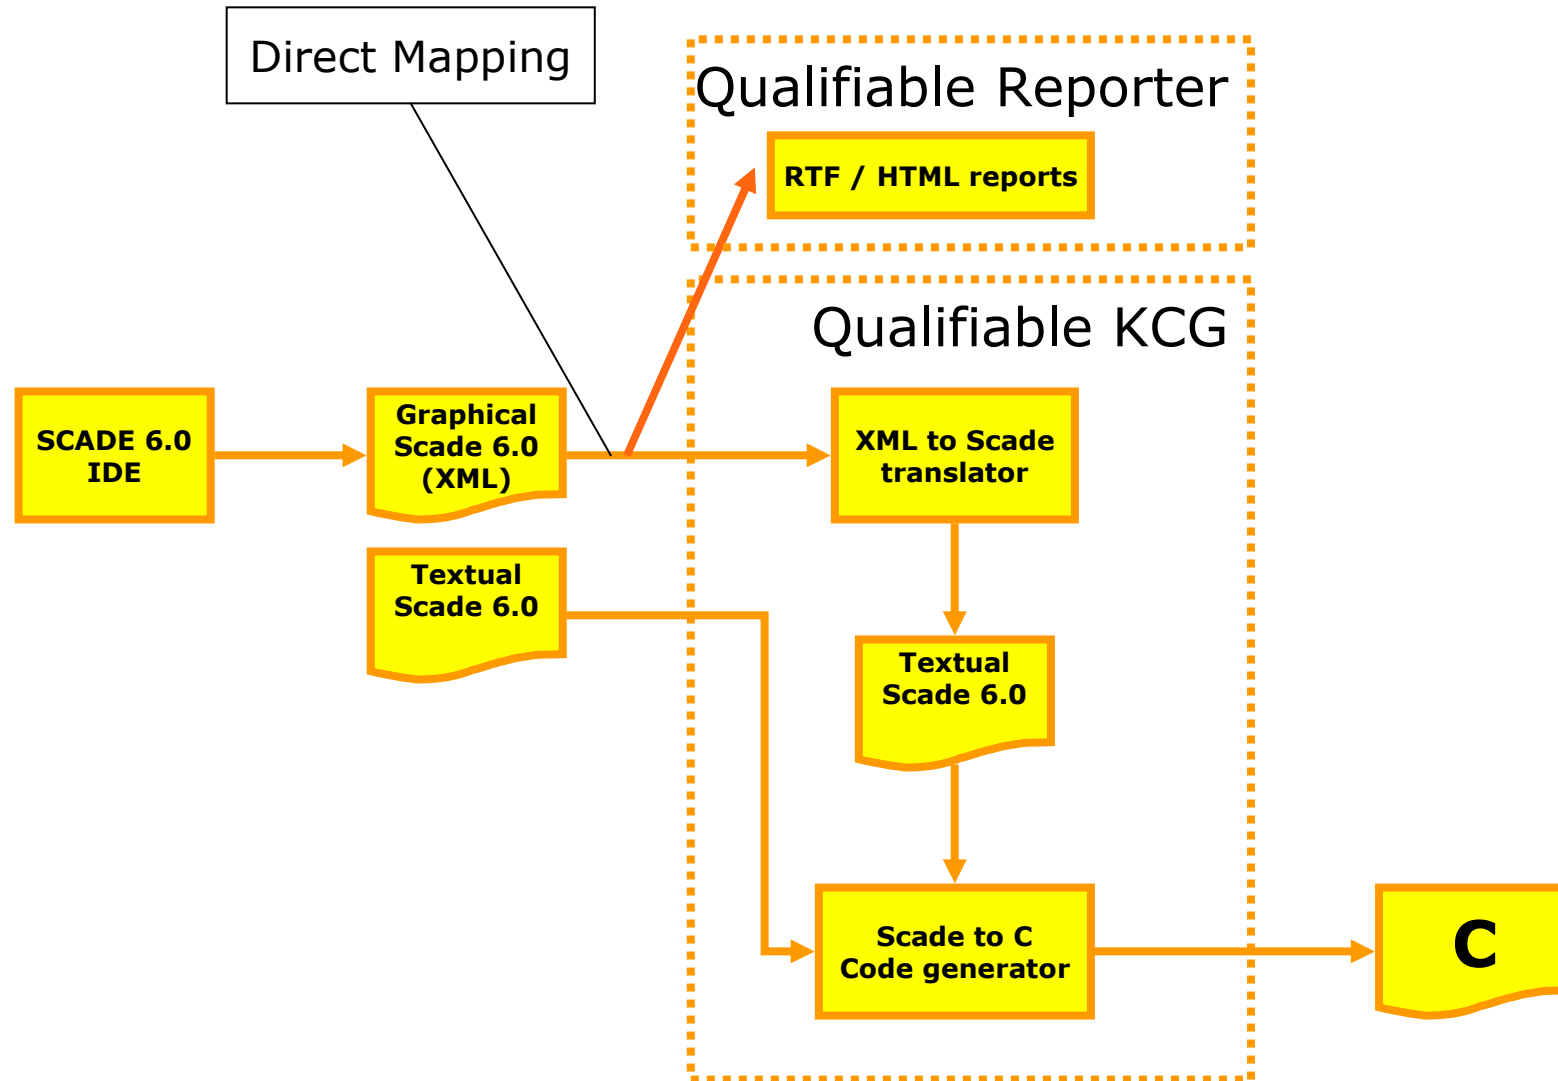 Direct Mapping
Qualifiable Reporter
RTF / HTML reports
Qualifiable KCG
SCADE 6.0
IDE
Graphical
Scade 6.0
(XML)
XML to Scade
translator
Textual
Scade 6.0
Textual
Scade 6.0
Scade to C
Code generator
C